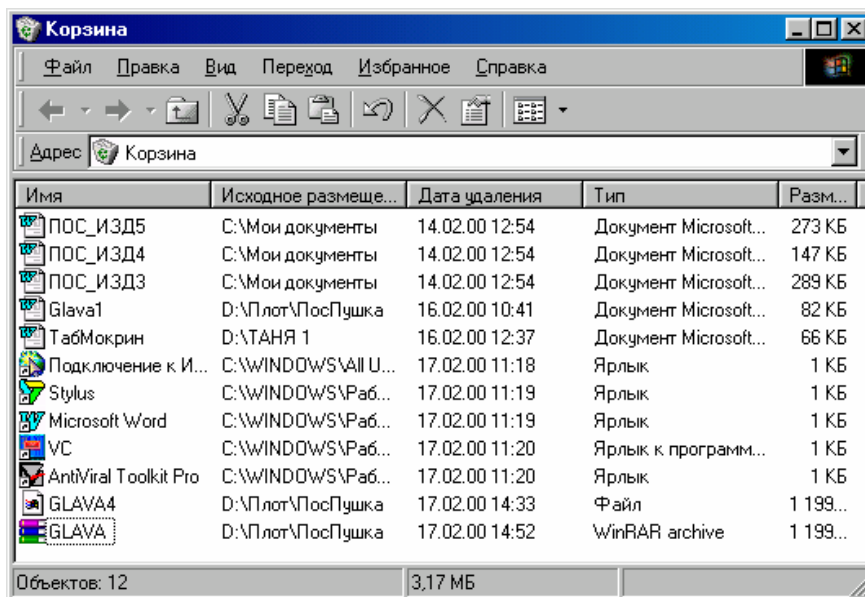 Корзина
Файл Правка Вид Переход Избранное Справка
Адрес Корзина
Имя Исходное размеще... Дата удаления Тип Разм...
ПОС_ИЗД5 C:\Мои документы 14.02.00 12:54 Документ Microsoft... 273 КБ
ПОС_ИЗД4 C:\Мои документы 14.02.00 12:54 Документ Microsoft... 147 КБ
ПОС_ИЗД3 C:\Мои документы 14.02.00 12:54 Документ Microsoft... 289 КБ
Glava1 D:\Плот\ПосПушка 16.02.00 10:41 Документ Microsoft... 82 КБ
ТабМокрин D:\ТАНЯ 1 16.02.00 12:37 Документ Microsoft... 66 КБ
Подключение к И... C:\WINDOWS\All U... 17.02.00 11:18 Ярлык 1 КБ
Stylus C:\WINDOWS\Раб... 17.02.00 11:19 Ярлык 1 КБ
Microsoft Word C:\WINDOWS\Раб... 17.02.00 11:19 Ярлык 1 КБ
VC C:\WINDOWS\Раб... 17.02.00 11:20 Ярлык к программ... 1 КБ
AntiViral Toolkit Pro C:\WINDOWS\Раб... 17.02.00 11:20 Ярлык 1 КБ
GLAVA4 D:\Плот\ПосПушка 17.02.00 14:33 Файл 1 199...
GLAVA D:\Плот\ПосПушка 17.02.00 14:52 WinRAR archive 1 199...
Объектов: 12 3,17 МБ